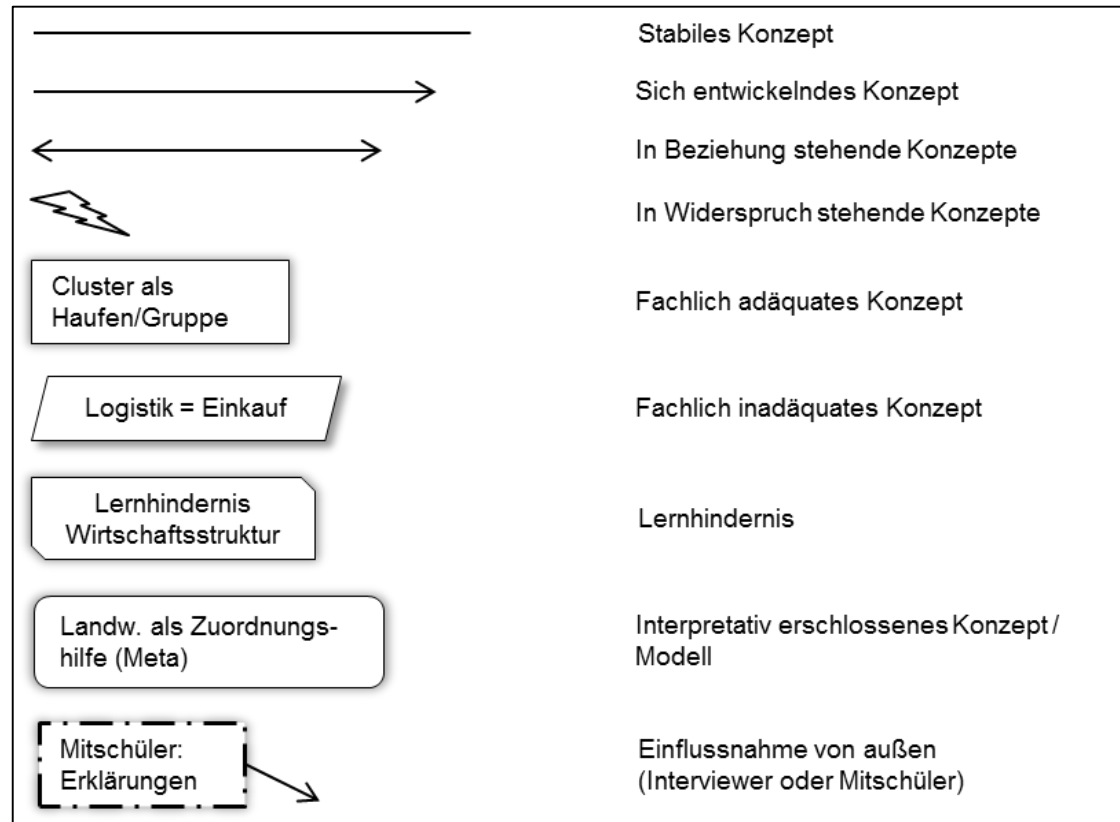 Stabiles Konzept
Sich entwickelndes Konzept
In Beziehung stehende Konzepte
In Widerspruch stehende Konzepte
Cluster als
Haufen/Gruppe
Fachlich adäquates Konzept
Logistik = Einkauf
Fachlich inadäquates Konzept
Lernhindernis
Wirtschaftsstruktur
Lernhindernis
Landw. als Zuordnungs-
hilfe (Meta)
Interpretativ erschlossenes Konzept /
Modell
Mitschüler:
Erklärungen
Einflussnahme von außen
(Interviewer oder Mitschüler)